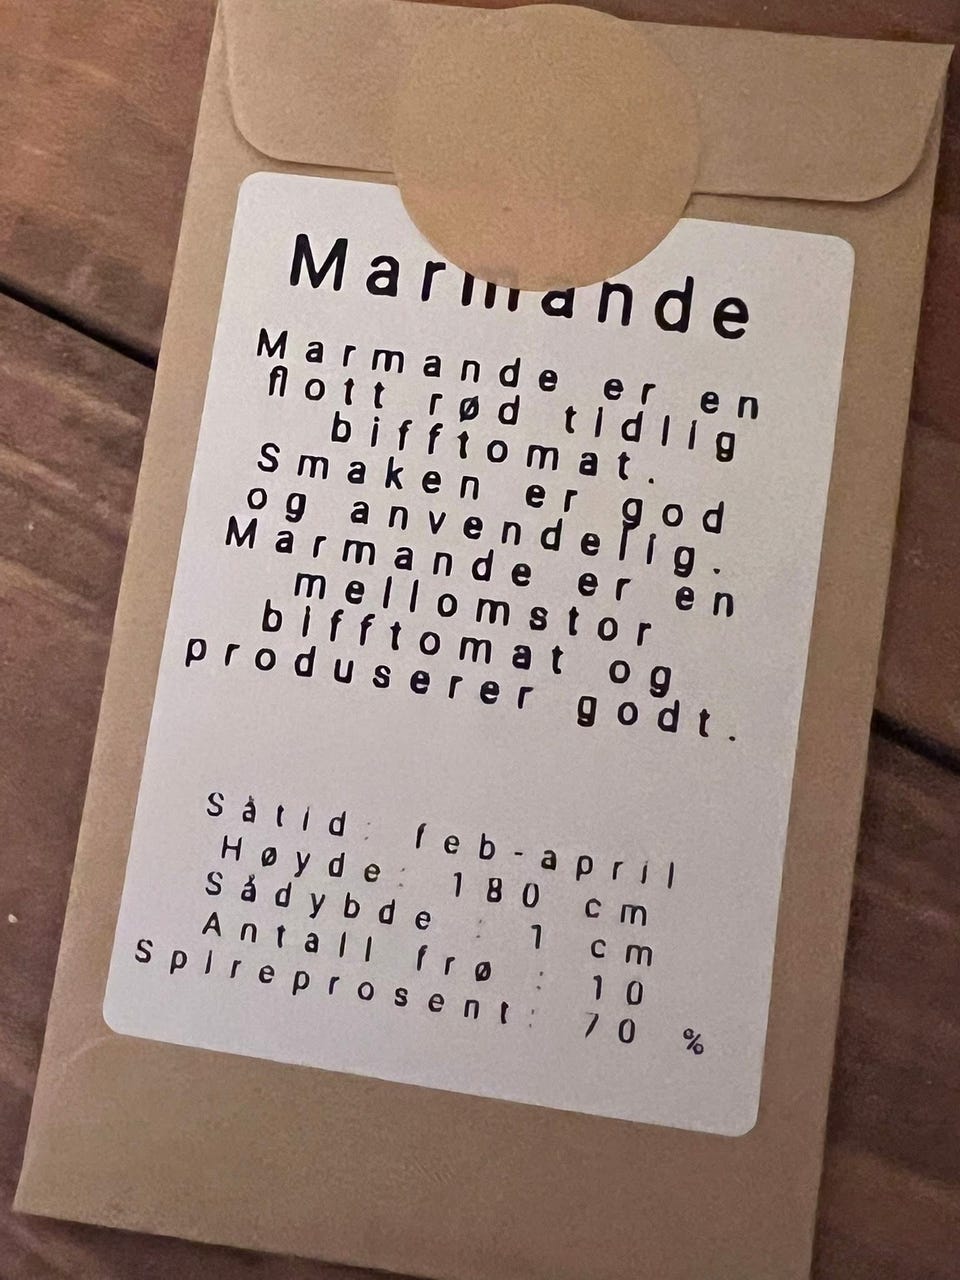 Marmande
Marmande er en
flott rød tidlig
bifftomat.
Smaken er god
og anvendelig.
Marmande er en
mellomstor
bifftomat og
produserer godt.
Såtid: feb-april
Høyde: 180 cm
Sådybde : 1 cm
Antall frø : 10
Spireprosent: 70 %